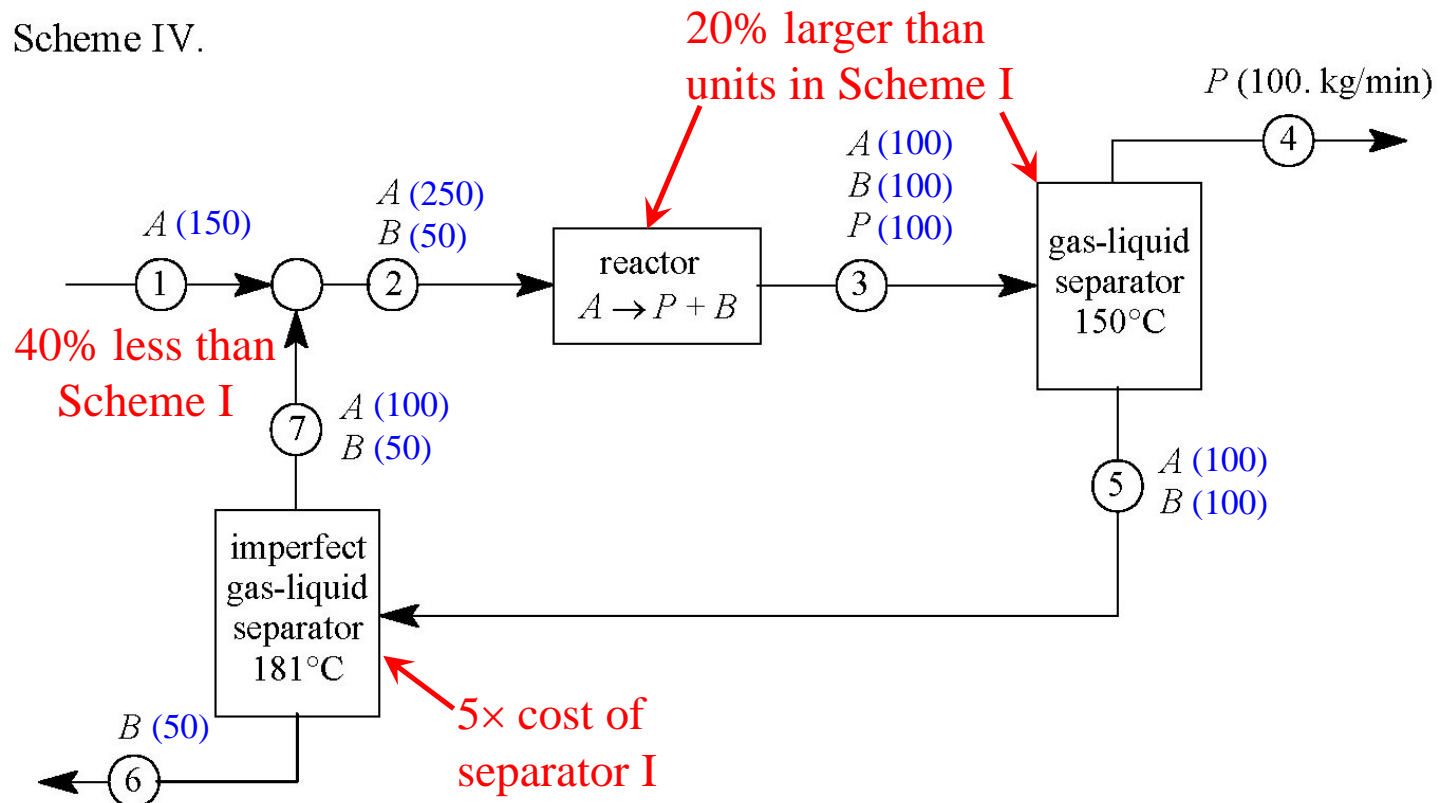 Scheme IV.
20% larger than
units in Scheme I
P (100. kg/min)
4
A (100)
B (100)
P (100)
A (250)
B (50)
A (150)
1
2
reactor
A → P + B
3
gas-liquid
separator
150°C
40% less than
Scheme I
7
A (100)
B (50)
5
A (100)
B (100)
imperfect
gas-liquid
separator
181°C
5× cost of
separator I
B (50)
6